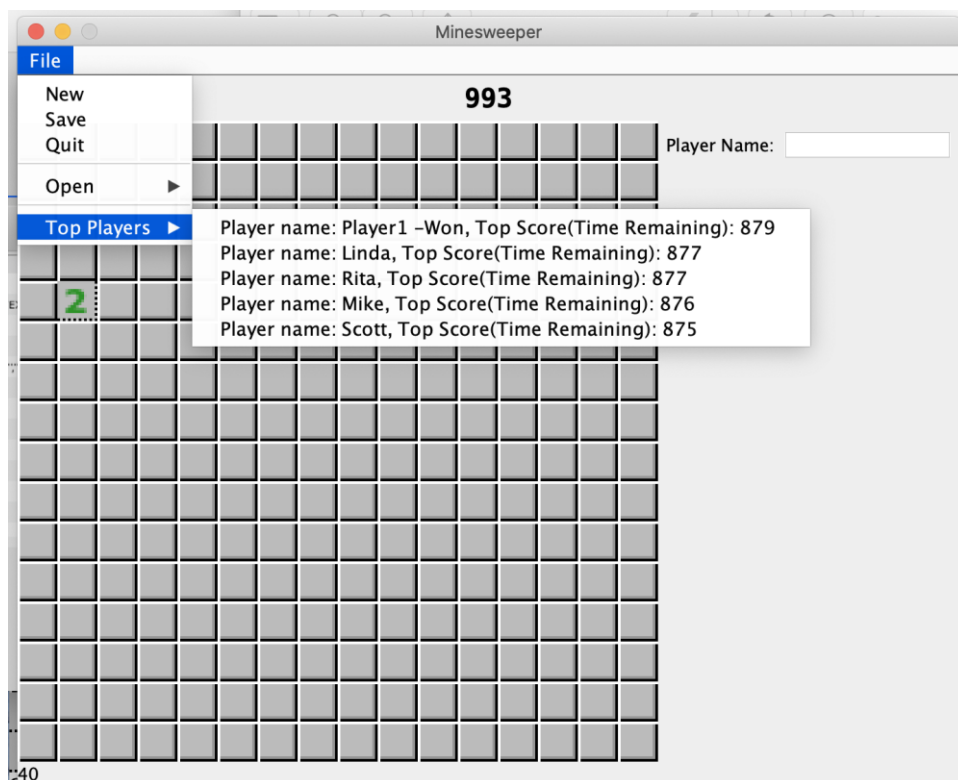 Minesweeper
File
993
New
Save
Quit
Player Name:
Open
Top Players
Player name: Player1 -Won, Top Score(Time Remaining): 879
Player name: Linda, Top Score(Time Remaining): 877
Player name: Rita, Top Score(Time Remaining): 877
Player name: Mike, Top Score(Time Remaining): 876
Player name: Scott, Top Score(Time Remaining): 875
2
40